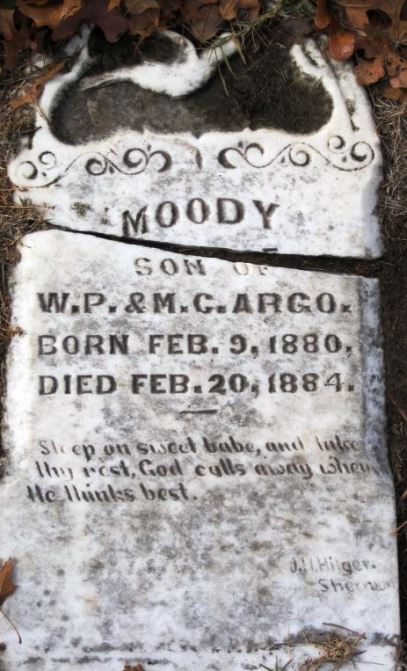 MOODY
SON OF
W.P. & M.C. ARGO.
BORN FEB. 9, 1880,
DIED FEB. 20, 1884.
Sleep on sweet babe, and take
thy rest, God calls away when
He thinks best.
J.H. Hilger.
Sherman